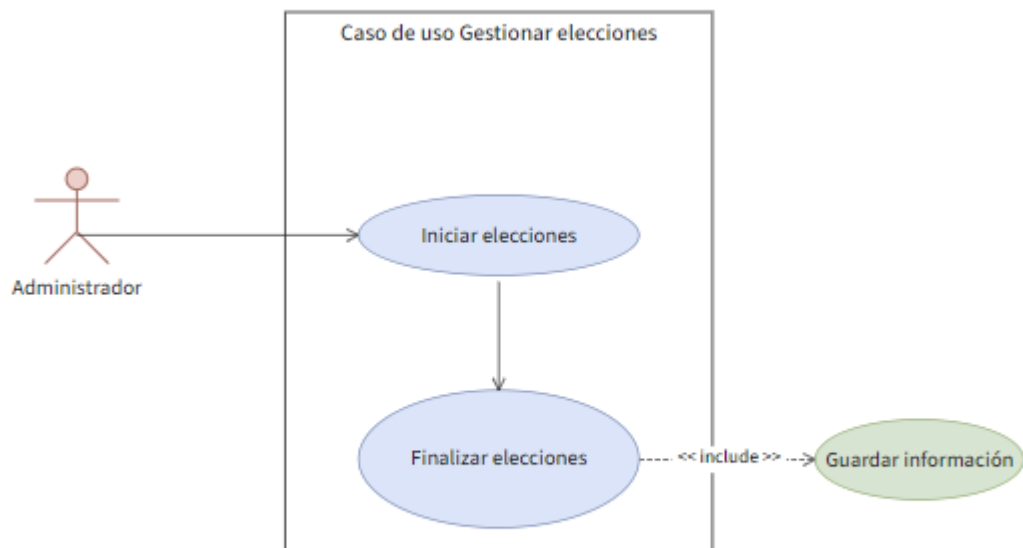 Caso de uso Gestionar elecciones
Iniciar elecciones
Administrador
Finalizar elecciones
<< include >>
Guardar información